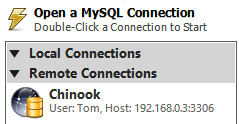 Open a MySQL Connection
Double-Click a Connection to Start
Local Connections
Remote Connections
Chinook
User: Tom, Host: 192.168.0.3:3306